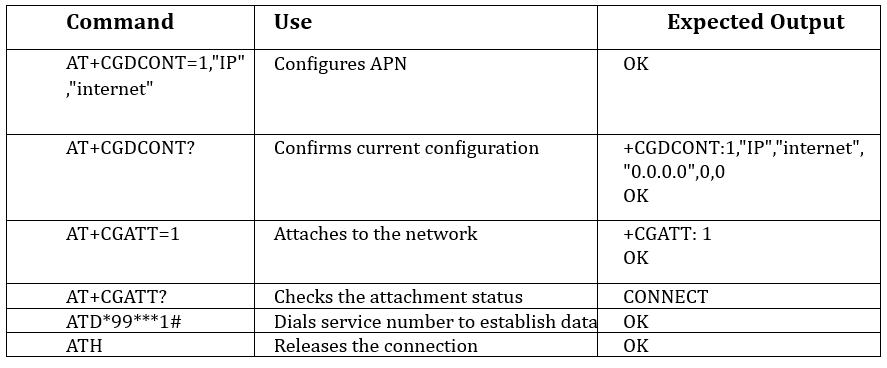 Command Use Expected Output
AT+CGDCONT=1,"IP" Configures APN OK
,"internet"
AT+CGDCONT? Confirms current configuration +CGDCONT:1,"IP","internet",
"0.0.0.0",0,0
OK
AT+CGATT=1 Attaches to the network +CGATT: 1
OK
AT+CGATT? Checks the attachment status CONNECT
ATD*99***1# Dials service number to establish data OK
ATH Releases the connection OK